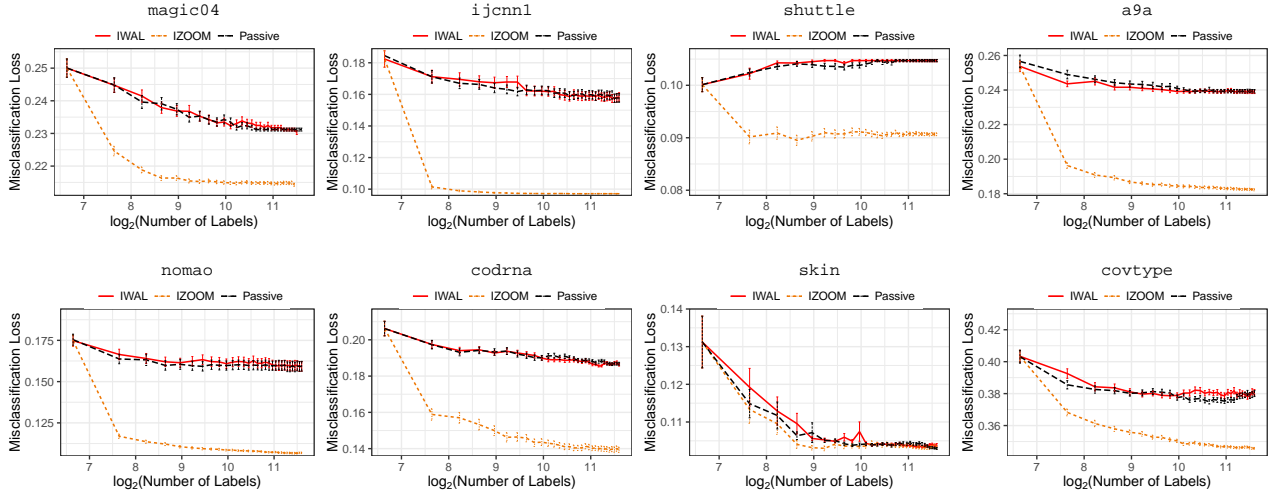 magic04
IWAL IZOOM Passive
Misclassification Loss
0.25
0.24
0.23
0.22
7 8 9 10 11
log2(Number of Labels)
ijcnn1
IWAL IZOOM Passive
Misclassification Loss
0.18
0.16
0.14
0.12
0.10
7 8 9 10 11
log2(Number of Labels)
shuttle
IWAL IZOOM Passive
Misclassification Loss
0.10
0.09
0.08
7 8 9 10 11
log2(Number of Labels)
a9a
IWAL IZOOM Passive
Misclassification Loss
0.26
0.24
0.22
0.20
0.18
7 8 9 10 11
log2(Number of Labels)
nomao
IWAL IZOOM Passive
Misclassification Loss
0.175
0.150
0.125
7 8 9 10 11
log2(Number of Labels)
codrna
IWAL IZOOM Passive
Misclassification Loss
0.20
0.18
0.16
0.14
7 8 9 10 11
log2(Number of Labels)
skin
IWAL IZOOM Passive
Misclassification Loss
0.14
0.13
0.12
0.11
7 8 9 10 11
log2(Number of Labels)
covtype
IWAL IZOOM Passive
Misclassification Loss
0.42
0.40
0.38
0.36
7 8 9 10 11
log2(Number of Labels)